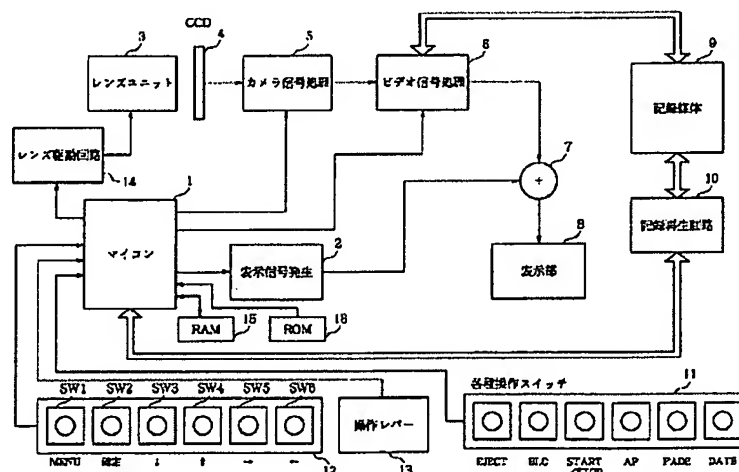 CCD
3
4
5
6
9
レンズユニット
カメラ信号処理
ビデオ信号処理
記録媒体
レンズ駆動回路
14
1
7
+
10
マイコン
2
8
記録再生回路
表示信号発生
表示部
RAM
15
ROM
16
SW1
SW2
SW3
SW4
SW5
SW6
各種操作スイッチ
11
操作レバー
MENU
↓
↑
→
←
12
13
EJECT
BLC
START
AF
FADE
DATE